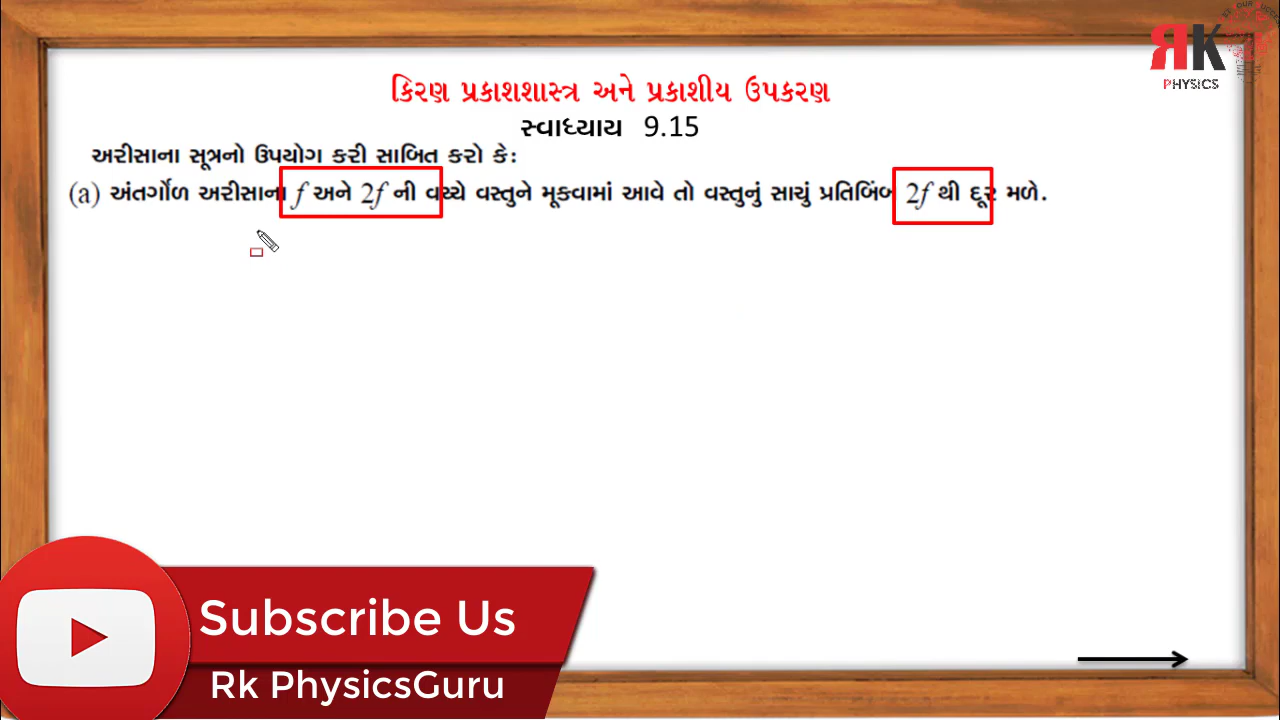 RK
PHYSICS
કિરણ પ્રકાશશાસ્ત્ર અને પ્રકાશીય ઉપકરણ
સ્વાધ્યાય 9.15
અરીસાના સૂત્રનો ઉપયોગ કરી સાબિત કરો કે:
(a) અંતર્ગોળ અરીસાના f અને 2f ની વચ્ચે વસ્તુને મૂકવામાં આવે તો વસ્તુનું સાચું પ્રતિબિંબ 2f થી દૂર મળે.
Subscribe Us
Rk PhysicsGuru